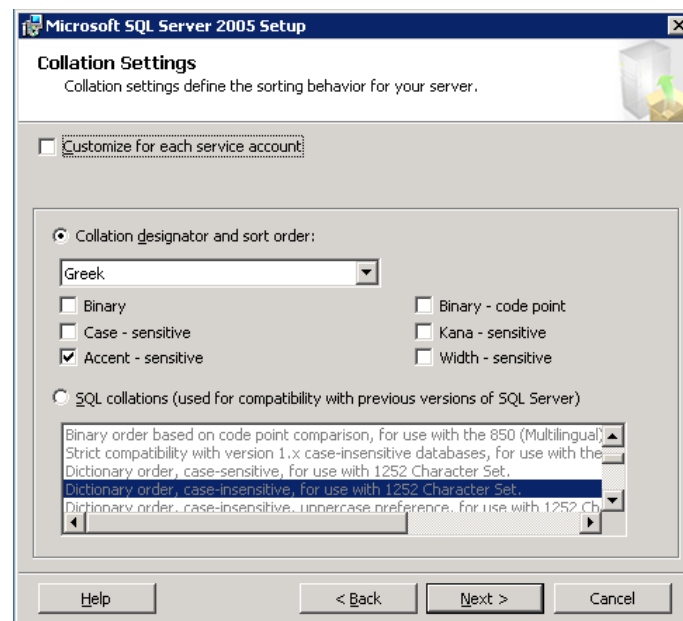 Microsoft SQL Server 2005 Setup
Collation Settings
Collation settings define the sorting behavior for your server.
Customize for each service account
Collation designator and sort order:
Greek
Binary
Binary - code point
Case - sensitive
Kana - sensitive
Accent - sensitive
Width - sensitive
SQL collations (used for compatibility with previous versions of SQL Server)
Binary order based on code point comparison, for use with the 850 (Multilingual)
Strict compatibility with version 1.x case-insensitive databases, for use with the
Dictionary order, case-sensitive, for use with 1252 Character Set.
Dictionary order, case-insensitive, for use with 1252 Character Set.
Dictionary order, case-insensitive, uppercase preference, for use with 1252 Ch
Help
< Back
Next >
Cancel